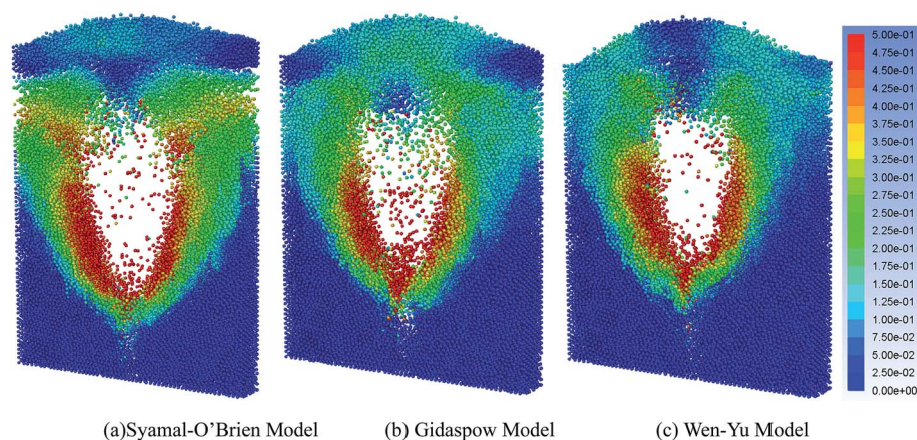 5.00e-01
4.75e-01
4.50e-01
4.25e-01
4.00e-01
3.75e-01
3.50e-01
3.25e-01
3.00e-01
2.75e-01
2.50e-01
2.25e-01
2.00e-01
1.75e-01
1.50e-01
1.25e-01
1.00e-01
7.50e-02
5.00e-02
2.50e-02
0.00e+00
(a)Syamal-O’Brien Model (b) Gidaspow Model (c) Wen-Yu Model